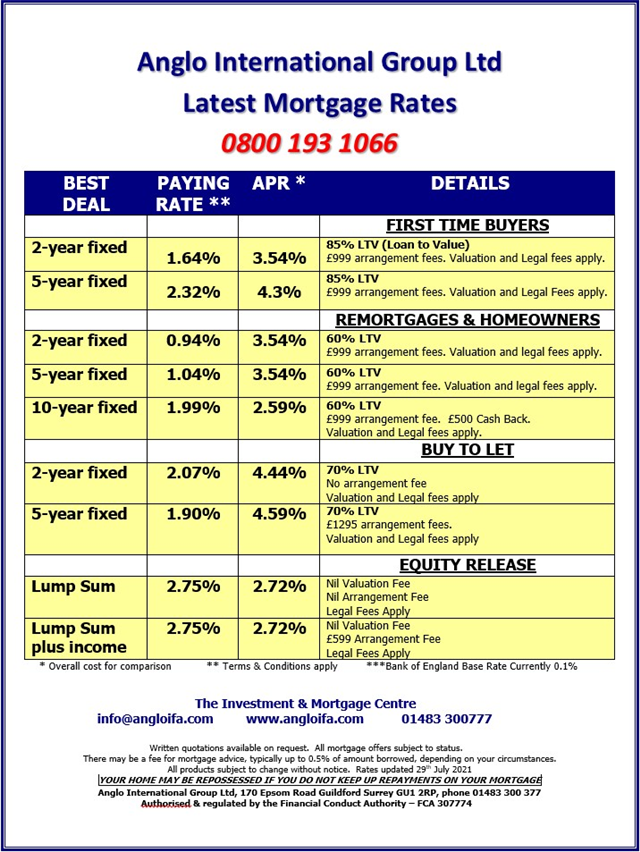 Anglo International Group Ltd
Latest Mortgage Rates
0800 193 1066
BEST DEAL PAYING RATE ** APR * DETAILS
FIRST TIME BUYERS
2-year fixed 1.64% 3.54% 85% LTV (Loan to Value)
£999 arrangement fees. Valuation and Legal fees apply.
5-year fixed 2.32% 4.3% 85% LTV
£999 arrangement fees. Valuation and Legal Fees apply.
REMORTGAGES & HOMEOWNERS
2-year fixed 0.94% 3.54% 60% LTV
£999 arrangement fees. Valuation and legal fees apply.
5-year fixed 1.04% 3.54% 60% LTV
£999 arrangement fee. Valuation and legal fees apply.
10-year fixed 1.99% 2.59% 60% LTV
£999 arrangement fee. £500 Cash Back.
Valuation and Legal fees apply.
BUY TO LET
2-year fixed 2.07% 4.44% 70% LTV
No arrangement fee
Valuation and Legal fees apply
5-year fixed 1.90% 4.59% 70% LTV
£1295 arrangement fees.
Valuation and Legal fees apply
EQUITY RELEASE
Lump Sum 2.75% 2.72% Nil Valuation Fee
Nil Arrangement Fee
Legal Fees Apply
Lump Sum plus income 2.75% 2.72% Nil Valuation Fee
£599 Arrangement Fee
Legal Fees Apply
* Overall cost for comparison ** Terms & Conditions apply ***Bank of England Base Rate Currently 0.1%
The Investment & Mortgage Centre
info@angloifa.com www.angloifa.com 01483 300777
Written quotations available on request. All mortgage offers subject to status.
There may be a fee for mortgage advice, typically up to 0.5% of amount borrowed, depending on your circumstances.
All products subject to change without notice. Rates updated 29th July 2021
YOUR HOME MAY BE REPOSSESSED IF YOU DO NOT KEEP UP REPAYMENTS ON YOUR MORTGAGE
Anglo International Group Ltd, 170 Epsom Road Guildford Surrey GU1 2RP, phone 01483 300 377
Authorised & regulated by the Financial Conduct Authority – FCA 307774